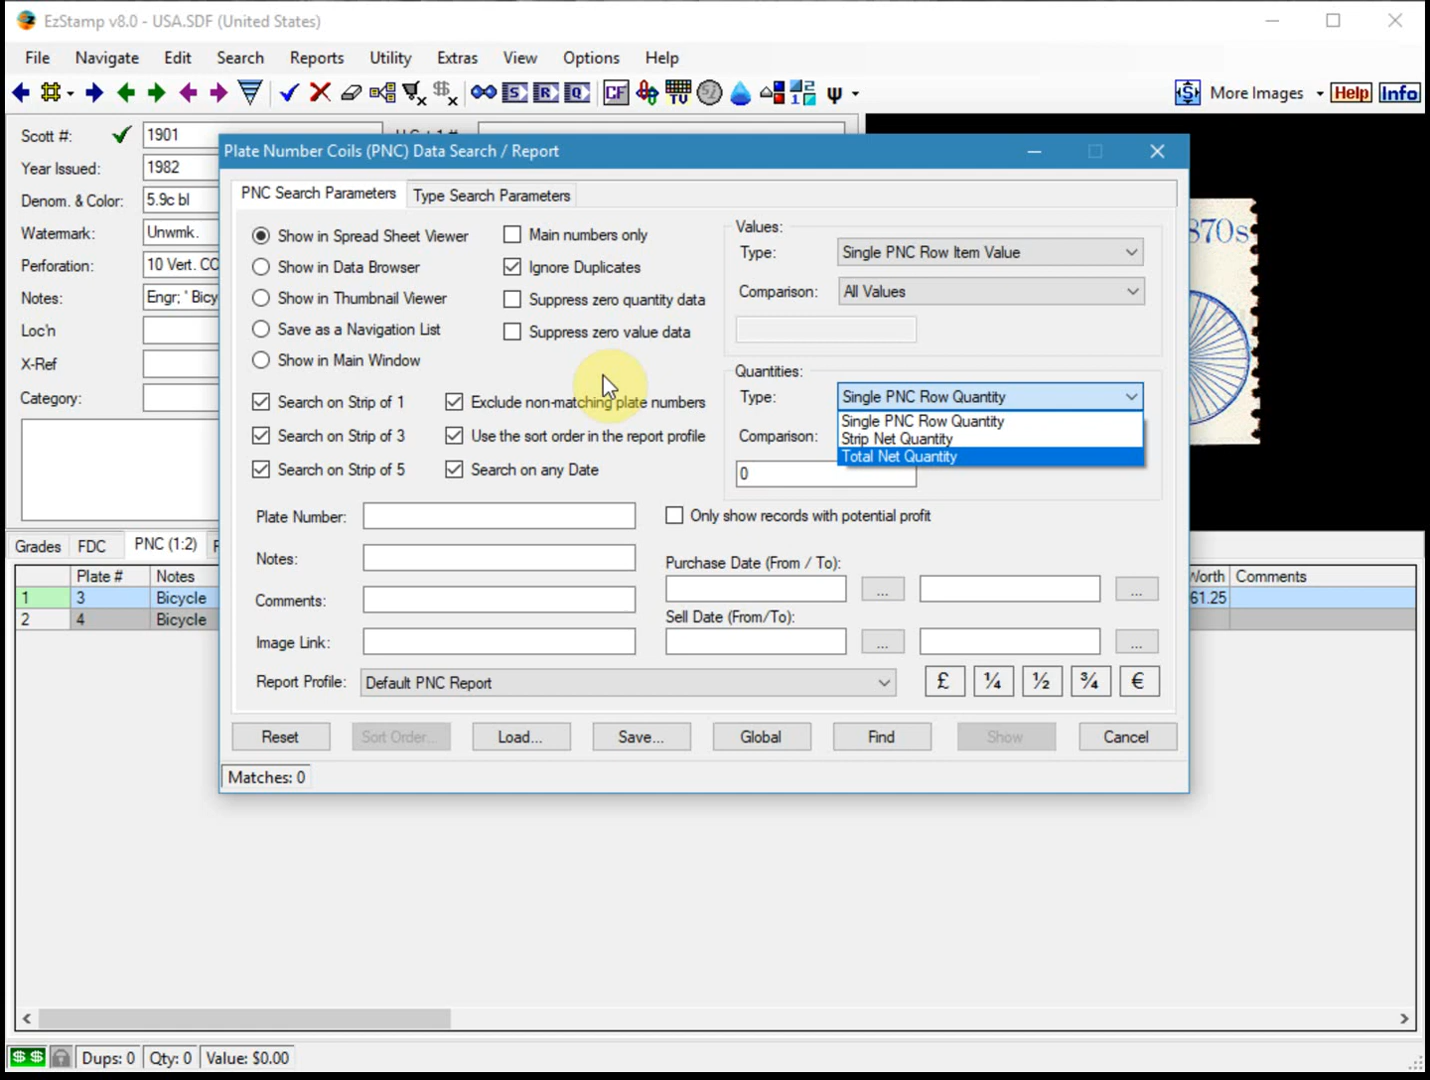 EzStamp v8.0 - USA.SDF (United States)
File Navigate Edit Search Reports Utility Extras View Options Help
S R Q CF TV More Images Help Info
Scott #: 1901
Year Issued: 1982
Denom. & Color: 5.9c bl
Watermark: Unwmk.
Perforation: 10 Vert. CO
Notes: Engr; ' Bicy
Loc'n
X-Ref
Category:
870s
Plate Number Coils (PNC) Data Search / Report
PNC Search Parameters Type Search Parameters
Show in Spread Sheet Viewer
Show in Data Browser
Show in Thumbnail Viewer
Save as a Navigation List
Show in Main Window
Main numbers only
Ignore Duplicates
Suppress zero quantity data
Suppress zero value data
Search on Strip of 1
Search on Strip of 3
Search on Strip of 5
Exclude non-matching plate numbers
Use the sort order in the report profile
Search on any Date
Values:
Type: Single PNC Row Item Value
Comparison: All Values
Quantities:
Type: Single PNC Row Quantity
Single PNC Row Quantity
Strip Net Quantity
Total Net Quantity
Comparison:
0
Plate Number:
Notes:
Comments:
Image Link:
Only show records with potential profit
Purchase Date (From / To):
... ...
Sell Date (From/To):
... ...
Report Profile: Default PNC Report £ ¼ ½ ¾ €
Reset Sort Order... Load... Save... Global Find Show Cancel
Matches: 0
Grades FDC PNC (1:2)
Plate # Notes Worth Comments
1 3 Bicycle 61.25
2 4 Bicycle
$ $ Dups: 0 Qty: 0 Value: $0.00